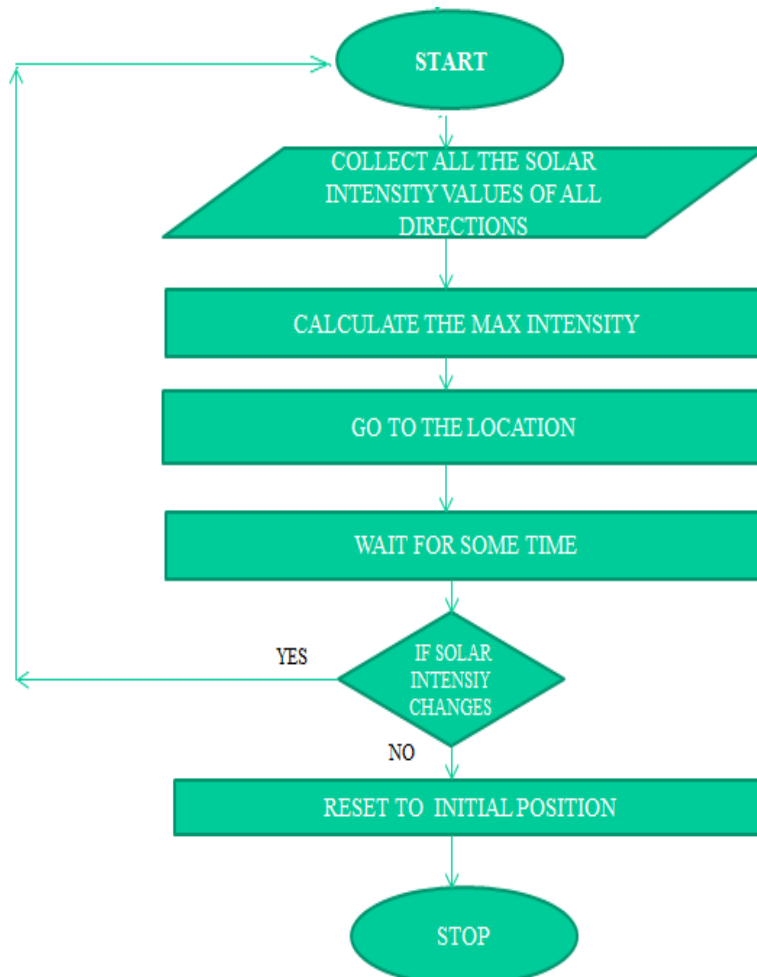 START
COLLECT ALL THE SOLAR
INTENSITY VALUES OF ALL
DIRECTIONS
CALCULATE THE MAX INTENSITY
GO TO THE LOCATION
WAIT FOR SOME TIME
YES
IF SOLAR
INTENSIY
CHANGES
NO
RESET TO INITIAL POSITION
STOP